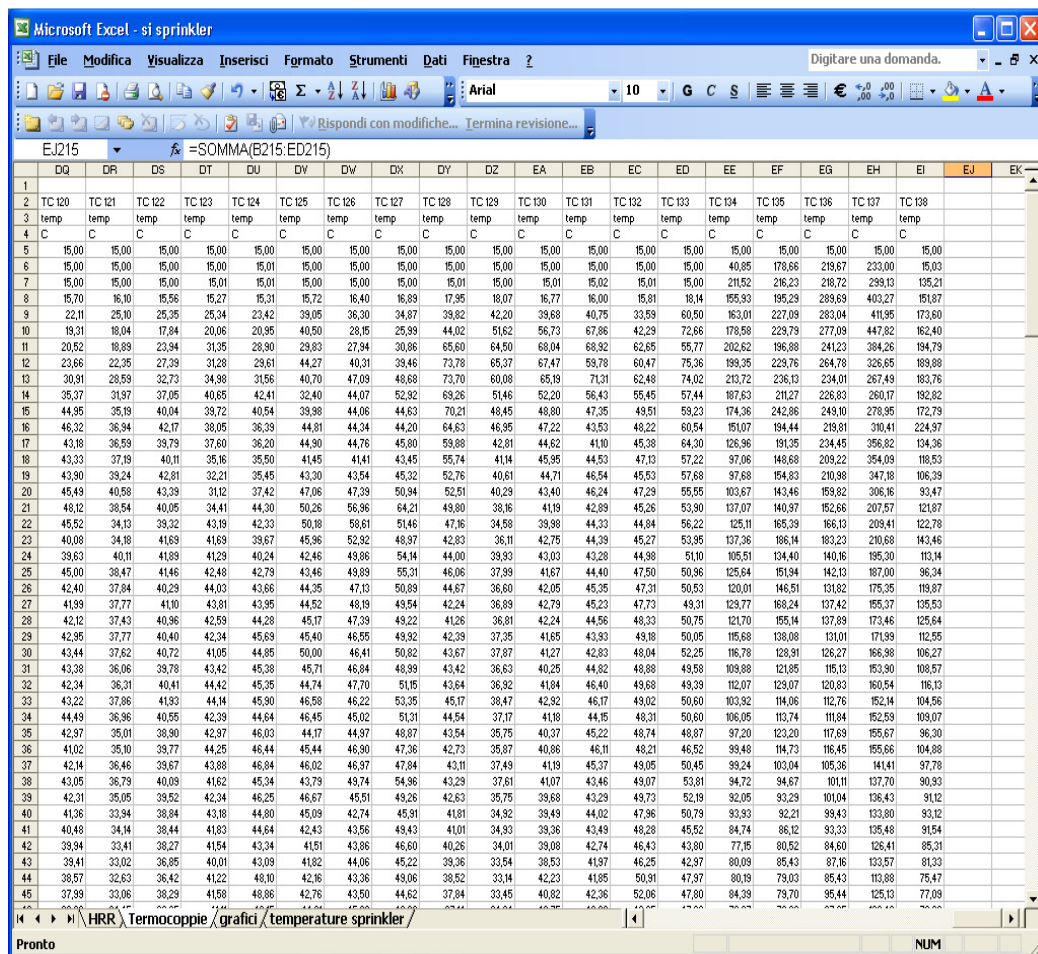 Microsoft Excel - si sprinkler
File Modifica Visualizza Inserisci Formato Strumenti Dati Finestra ? Digitare una domanda.
Arial 10 G C S €
Rispondi con modifiche... Termina revisione...
EJ215 fx =SOMMA(B215:ED215)
DQ DR DS DT DU DV DW DX DY DZ EA EB EC ED EE EF EG EH EI EJ EK
1
2 TC 120 TC 121 TC 122 TC 123 TC 124 TC 125 TC 126 TC 127 TC 128 TC 129 TC 130 TC 131 TC 132 TC 133 TC 134 TC 135 TC 136 TC 137 TC 138
3 temp temp temp temp temp temp temp temp temp temp temp temp temp temp temp temp temp temp temp
4 C C C C C C C C C C C C C C C C C C C
5 15,00 15,00 15,00 15,00 15,00 15,00 15,00 15,00 15,00 15,00 15,00 15,00 15,00 15,00 15,00 15,00 15,00 15,00 15,00
6 15,00 15,00 15,00 15,00 15,01 15,00 15,00 15,00 15,00 15,00 15,00 15,00 15,00 15,00 40,85 178,66 219,67 233,00 15,03
7 15,00 15,00 15,00 15,01 15,01 15,00 15,00 15,01 15,00 15,01 15,01 15,02 15,01 15,00 211,52 216,23 218,72 299,13 135,21
8 15,70 16,10 15,56 15,27 15,31 15,72 16,40 16,89 17,95 18,07 16,77 16,00 15,81 18,14 155,93 195,29 289,69 403,27 151,87
9 22,11 25,10 25,35 25,34 23,42 39,05 36,30 34,87 39,82 42,20 39,68 40,75 33,59 60,50 163,01 227,09 283,04 411,95 173,60
10 19,31 18,04 17,84 20,06 20,95 40,50 28,15 25,99 44,02 51,62 56,73 67,86 42,29 72,66 178,58 229,79 277,09 447,82 162,40
11 20,52 18,89 23,94 31,35 28,90 29,83 27,94 30,86 65,60 64,50 68,04 68,92 62,65 55,77 202,62 196,88 241,23 384,26 194,79
12 23,66 22,35 27,39 31,28 29,61 44,27 40,31 39,46 73,78 65,37 67,47 59,78 60,47 75,36 199,35 229,76 264,78 326,65 189,88
13 30,91 28,59 32,73 34,98 31,56 40,70 47,09 48,68 73,70 60,08 65,19 71,31 62,48 74,02 213,72 236,13 234,01 267,49 183,76
14 35,37 31,97 37,05 40,65 42,41 32,40 44,07 52,92 69,26 51,46 52,20 56,43 55,45 57,44 187,63 211,27 226,83 260,17 192,82
15 44,95 35,19 40,04 39,72 40,54 39,98 44,06 44,63 70,21 48,45 48,80 47,35 49,51 59,23 174,36 242,86 249,10 278,95 172,79
16 46,32 36,94 42,17 38,05 36,39 44,81 44,34 44,20 64,63 46,95 47,22 43,53 48,22 60,54 151,07 194,44 219,81 310,41 224,97
17 43,18 36,59 39,79 37,60 36,20 44,90 44,76 45,80 59,88 42,81 44,62 41,10 45,38 64,30 126,96 191,35 234,45 356,82 134,36
18 43,33 37,19 40,11 35,16 35,50 41,45 41,41 43,45 55,74 41,14 45,95 44,53 47,13 57,22 97,06 148,68 209,22 354,09 118,53
19 43,90 39,24 42,81 32,21 35,45 43,30 43,54 45,32 52,76 40,61 44,71 46,54 45,53 57,68 97,68 154,83 210,98 347,18 106,39
20 45,49 40,58 43,39 31,12 37,42 47,06 47,39 50,94 52,51 40,29 43,40 46,24 47,29 55,55 103,67 143,46 159,82 306,16 93,47
21 48,12 38,54 40,05 34,41 44,30 50,26 56,96 64,21 49,80 38,16 41,19 42,89 45,26 53,90 137,07 140,97 152,66 207,57 121,87
22 45,52 34,13 39,32 43,19 42,33 50,18 58,61 51,46 47,16 34,58 39,98 44,33 44,84 56,22 125,11 165,39 166,13 209,41 122,78
23 40,08 34,18 41,69 41,69 39,67 45,96 52,92 48,97 42,83 36,11 42,75 44,39 45,27 53,95 137,36 186,14 183,23 210,68 143,46
24 39,63 40,11 41,89 41,29 40,24 42,46 49,86 54,14 44,00 39,93 43,03 43,28 44,98 51,10 105,51 134,40 140,16 195,30 113,14
25 45,00 38,47 41,46 42,48 42,79 43,46 49,89 55,31 46,06 37,99 41,67 44,40 47,50 50,96 125,64 151,94 142,13 187,00 96,34
26 42,40 37,84 40,29 44,03 43,66 44,35 47,13 50,89 44,67 36,60 42,05 45,35 47,31 50,53 120,01 146,51 131,82 175,35 119,87
27 41,99 37,77 41,10 43,81 43,95 44,52 48,19 49,54 42,24 36,89 42,79 45,23 47,73 49,31 129,77 168,24 137,42 155,37 135,53
28 42,12 37,43 40,96 42,59 44,28 45,17 47,39 49,22 41,26 36,81 42,24 44,56 48,33 50,75 121,70 155,14 137,89 173,46 125,64
29 42,95 37,77 40,40 42,34 45,69 45,40 46,55 49,92 42,39 37,35 41,65 43,93 49,18 50,05 115,68 138,08 131,01 171,99 112,55
30 43,44 37,62 40,72 41,05 44,85 50,00 46,41 50,82 43,67 37,87 41,27 42,83 48,04 52,25 116,78 128,91 126,27 166,98 106,27
31 43,38 36,06 39,78 43,42 45,38 45,71 46,84 48,99 43,42 36,63 40,25 44,82 48,88 49,58 109,88 121,85 115,13 153,90 108,57
32 42,34 36,31 40,41 44,42 45,35 44,74 47,70 51,15 43,64 36,92 41,84 46,40 49,68 49,39 112,07 129,07 120,83 160,54 116,13
33 43,22 37,86 41,93 44,14 45,90 46,58 46,22 53,35 45,17 38,47 42,92 46,17 49,02 50,60 103,92 114,06 112,76 152,14 104,56
34 44,49 36,96 40,55 42,39 44,64 46,45 45,02 51,31 44,54 37,17 41,18 44,15 48,31 50,60 106,05 113,74 111,84 152,59 109,07
35 42,97 35,01 38,90 42,97 46,03 44,17 44,97 48,87 43,54 35,75 40,37 45,22 48,74 48,87 97,20 123,20 117,69 155,67 96,30
36 41,02 35,10 39,77 44,25 46,44 45,44 46,90 47,36 42,73 35,87 40,86 46,11 48,21 46,52 99,48 114,73 116,45 155,66 104,88
37 42,14 36,46 39,67 43,88 46,84 46,02 46,97 47,84 43,11 37,49 41,19 45,37 49,05 50,45 99,24 103,04 105,36 141,41 97,78
38 43,05 36,79 40,09 41,62 45,34 43,79 49,74 54,96 43,29 37,61 41,07 43,46 49,07 53,81 94,72 94,67 101,11 137,70 90,93
39 42,31 35,05 39,52 42,34 46,25 46,67 45,51 49,26 42,63 35,75 39,68 43,29 49,73 52,19 92,05 93,29 101,04 136,43 91,12
40 41,36 33,94 38,84 43,18 44,80 45,09 42,74 45,91 41,81 34,92 39,49 44,02 47,96 50,79 93,93 92,21 99,43 133,80 93,12
41 40,48 34,14 38,44 41,83 44,64 42,43 43,56 49,43 41,01 34,93 39,36 43,49 48,28 45,52 84,74 86,12 93,33 135,48 91,54
42 39,94 33,41 38,27 41,54 43,34 41,51 43,86 46,60 40,26 34,01 39,08 42,74 46,43 43,80 77,15 80,52 84,60 126,41 85,31
43 39,41 33,02 36,85 40,01 43,09 41,82 44,06 45,22 39,36 33,54 38,53 41,97 46,25 42,97 80,09 85,43 87,16 133,57 81,33
44 38,57 32,63 36,42 41,22 48,10 42,16 43,36 49,06 38,52 33,14 42,23 41,85 50,91 47,97 80,19 79,03 85,43 113,88 75,47
45 37,99 33,06 38,29 41,58 48,86 42,76 43,50 44,62 37,84 33,45 40,82 42,36 52,06 47,80 84,39 79,70 95,44 125,13 77,09
HRR Termocoppie grafici temperature sprinkler
Pronto NUM